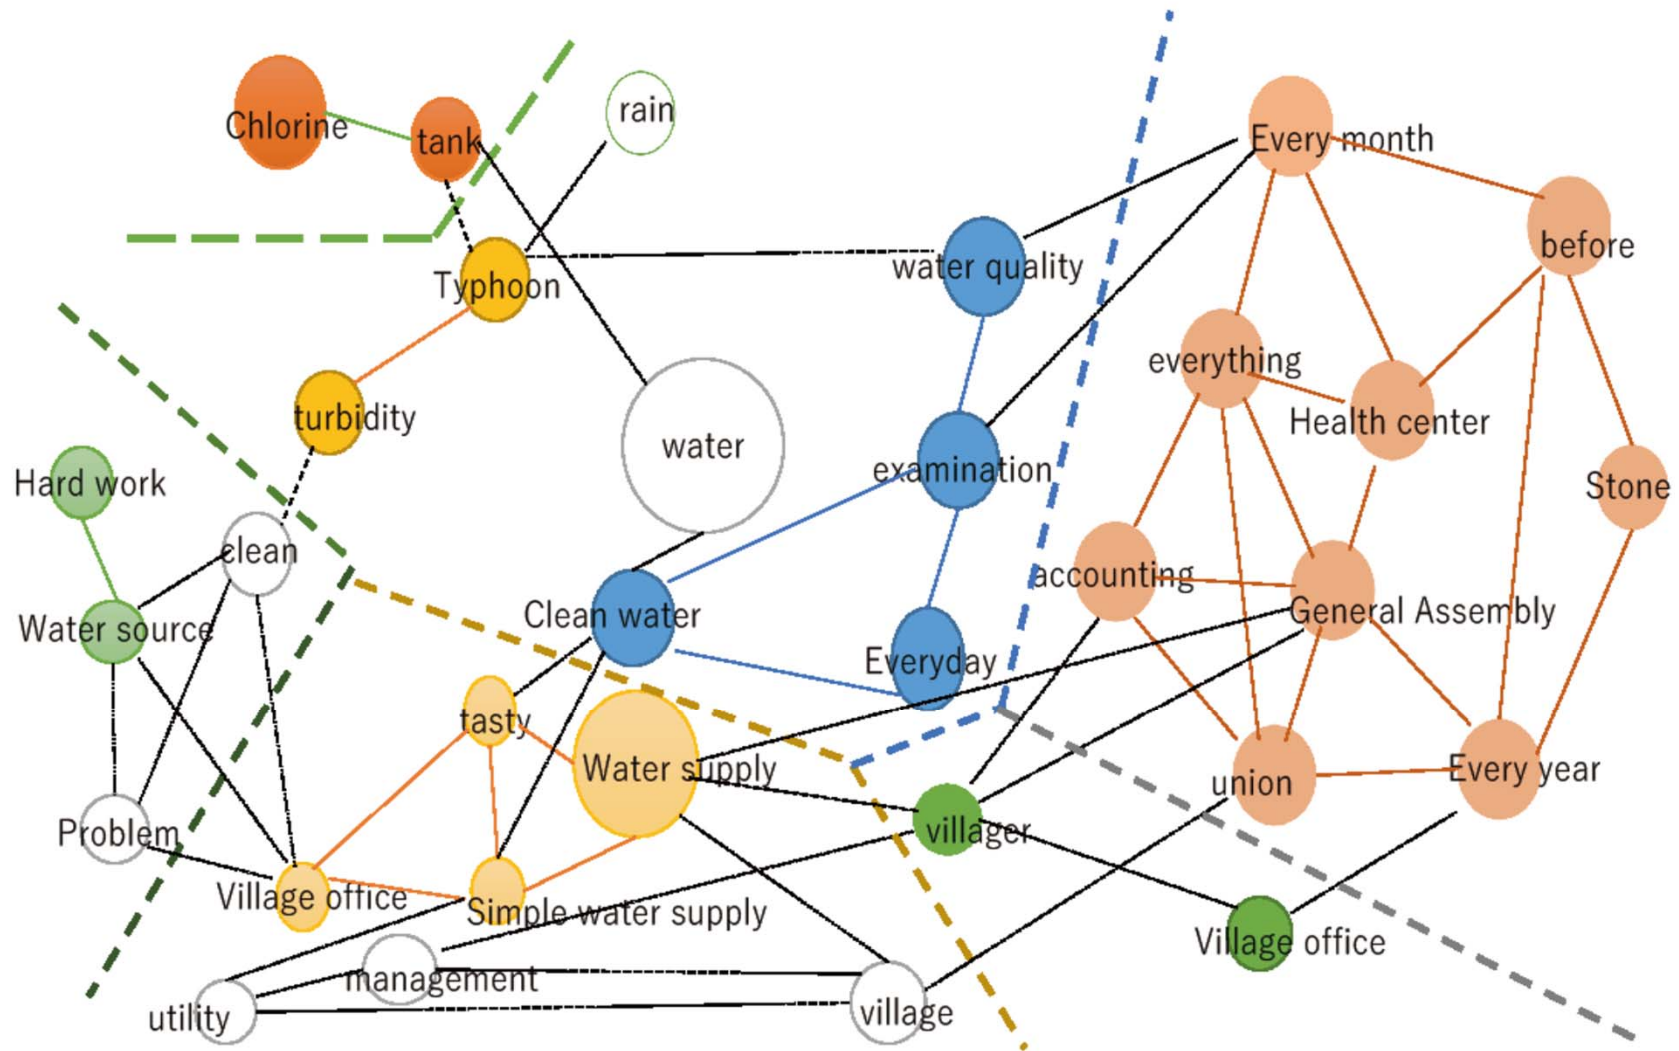 Chlorine
tank
rain
Every month
before
water quality
Typhoon
everything
Health center
turbidity
water
examination
Stone
Hard work
clean
accounting
General Assembly
Clean water
Water source
Everyday
tasty
Water supply
union
Every year
Problem
villager
Village office
Simple water supply
Village office
management
utility
village